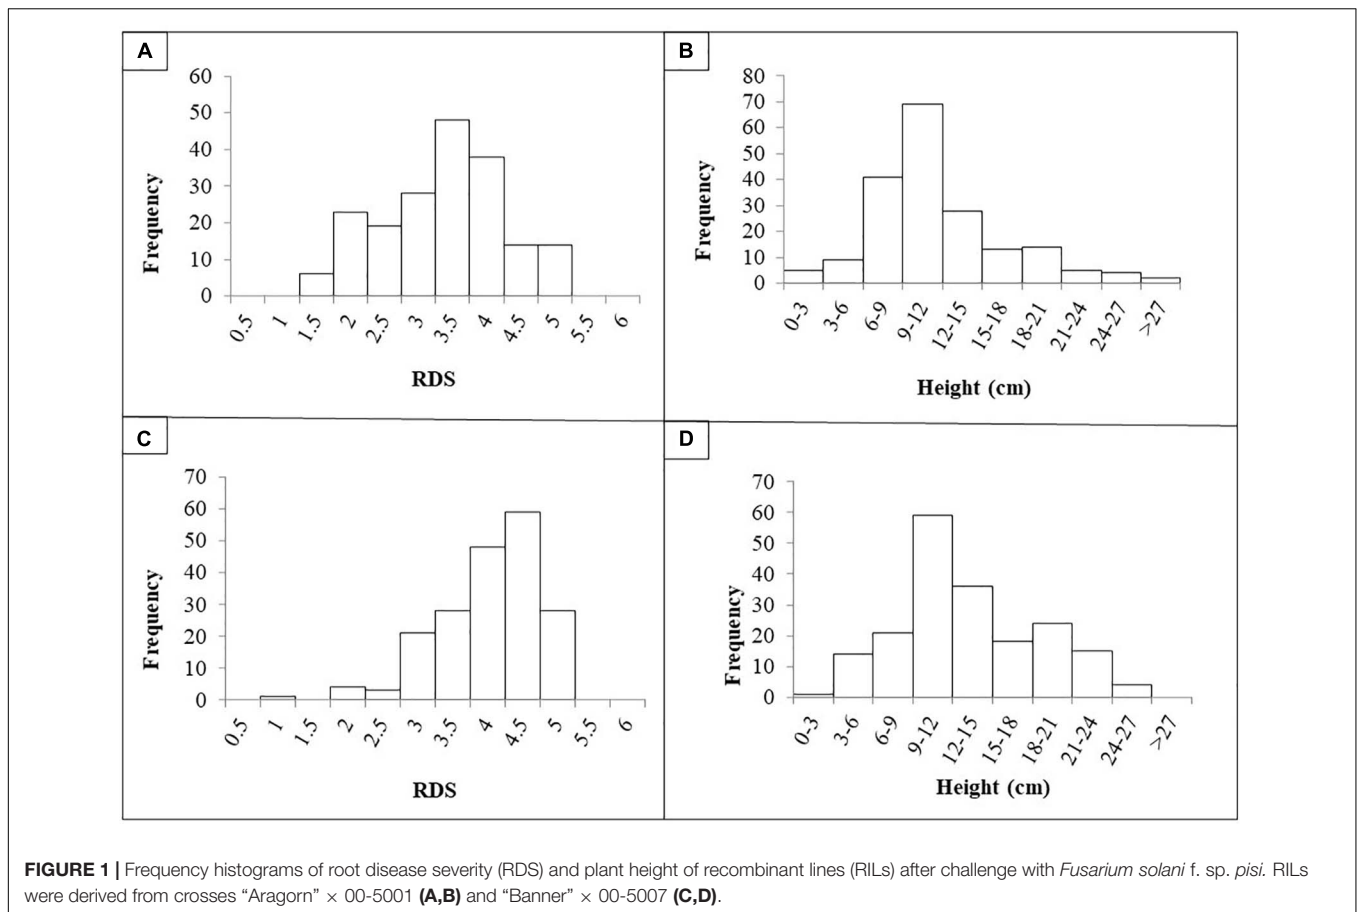 A
60
50
40
30
20
10
0
Frequency
0.5 1 1.5 2 2.5 3 3.5 4 4.5 5 5.5 6
RDS
B
80
70
60
50
40
30
20
10
0
Frequency
0-3 3-6 6-9 9-12 12-15 15-18 18-21 21-24 24-27 >27
Height (cm)
C
70
60
50
40
30
20
10
0
Frequency
0.5 1 1.5 2 2.5 3 3.5 4 4.5 5 5.5 6
RDS
D
70
60
50
40
30
20
10
0
Frequency
0-3 3-6 6-9 9-12 12-15 15-18 18-21 21-24 24-27 >27
Height (cm)
FIGURE 1 | Frequency histograms of root disease severity (RDS) and plant height of recombinant lines (RILs) after challenge with Fusarium solani f. sp. pisi. RILs
were derived from crosses “Aragorn” × 00-5001 (A,B) and “Banner” × 00-5007 (C,D).